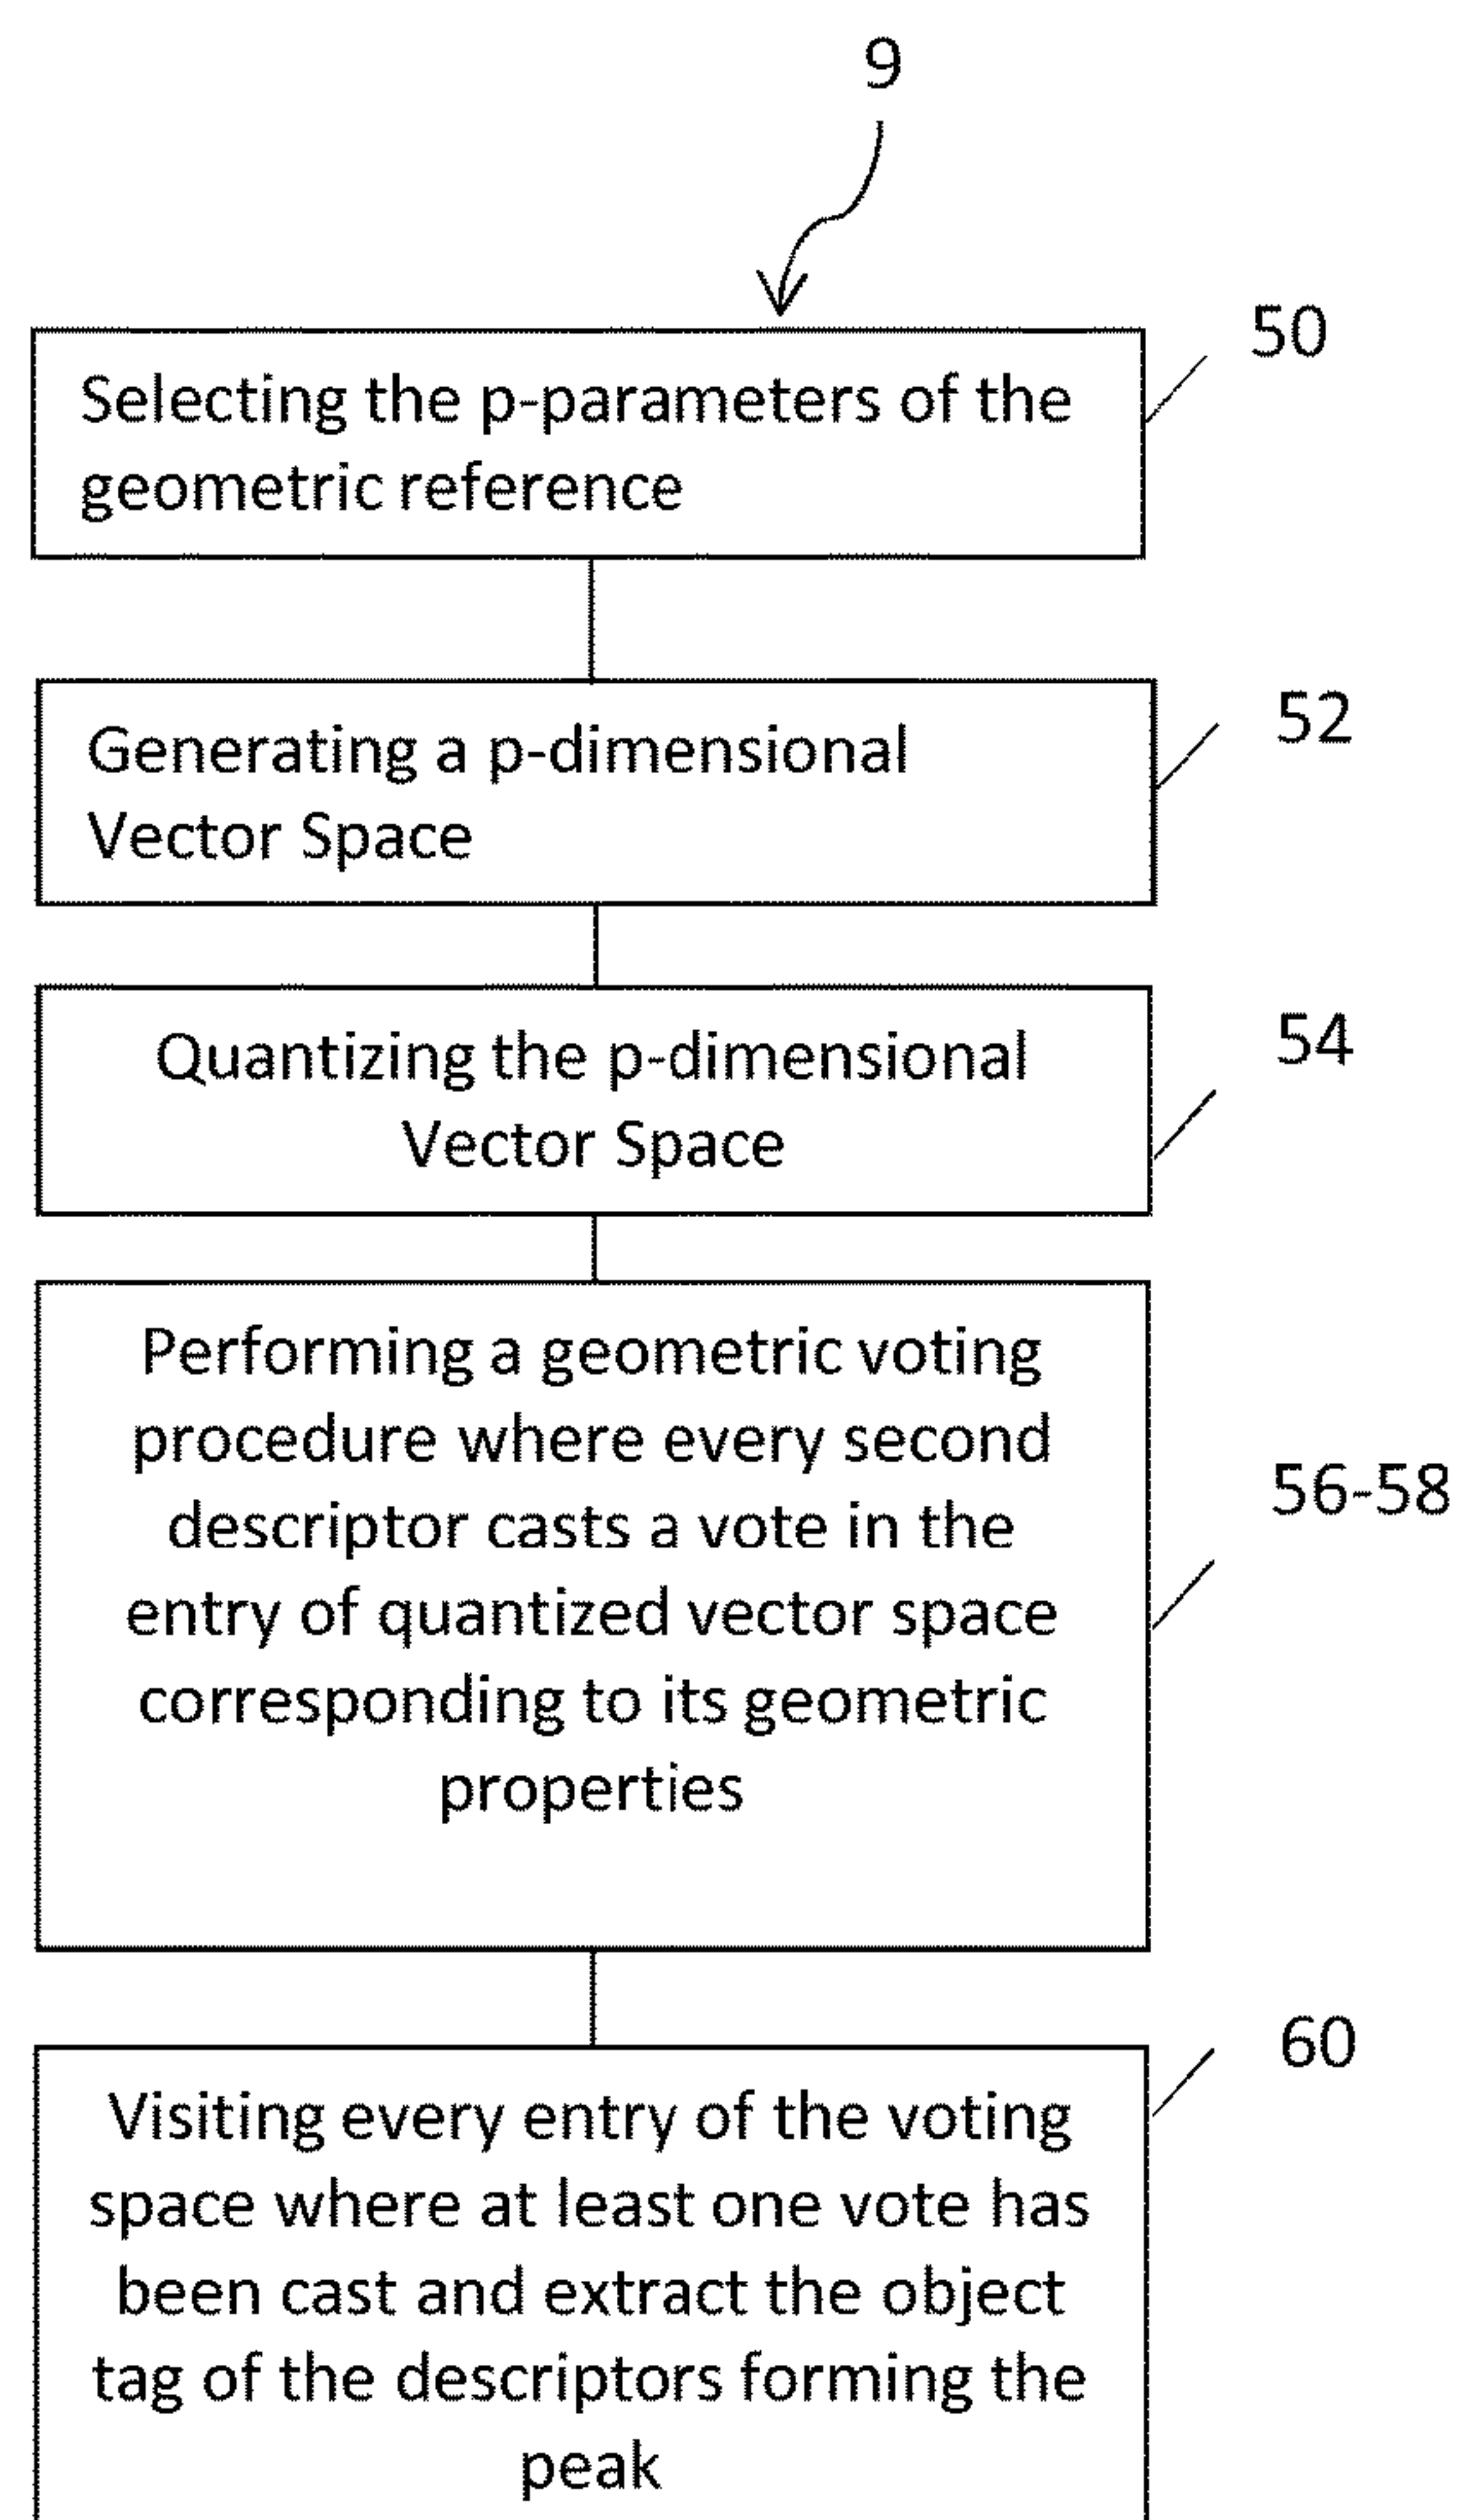 9
50
Selecting the p-parameters of the
geometric reference
52
Generating a p-dimensional
Vector Space
54
Quantizing the p-dimensional
Vector Space
56-58
Performing a geometric voting
procedure where every second
descriptor casts a vote in the
entry of quantized vector space
corresponding to its geometric
properties
60
Visiting every entry of the voting
space where at least one vote has
been cast and extract the object
tag of the descriptors forming the
peak